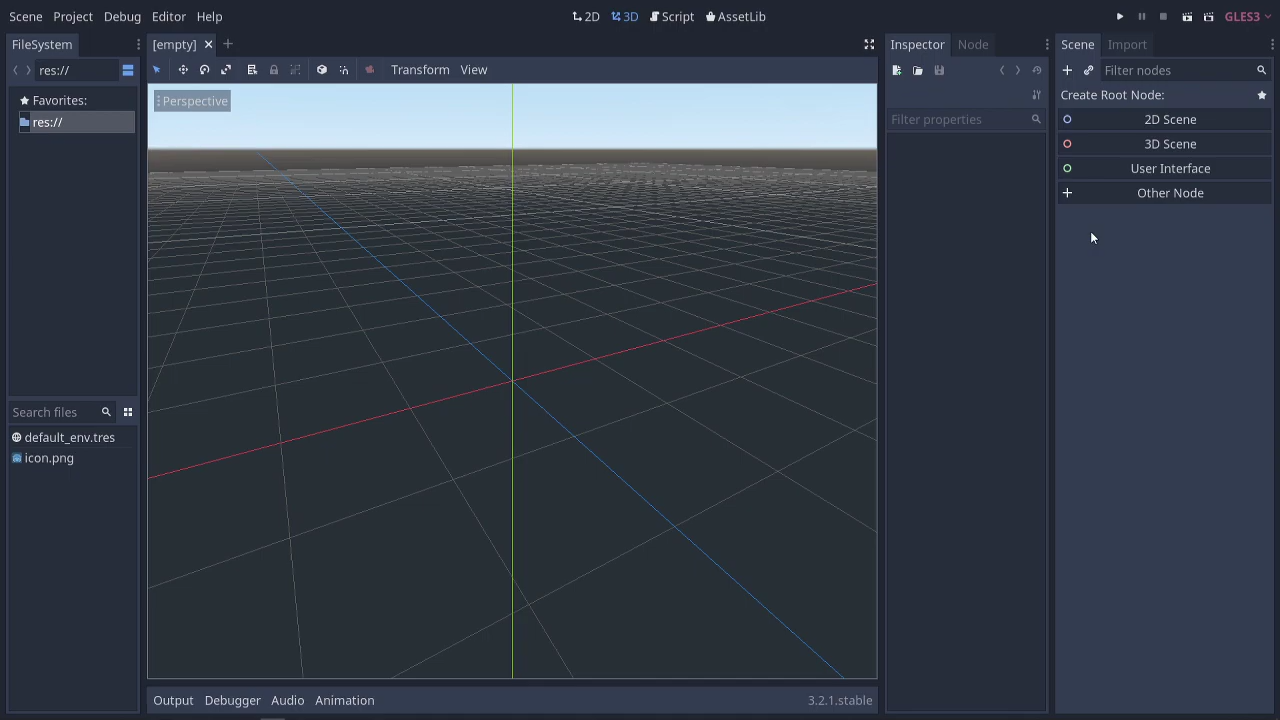 Scene Project Debug Editor Help
2D 3D Script AssetLib
GLES3
FileSystem
res://
Favorites:
res://
Search files
default_env.tres
icon.png
[empty]
Transform View
Perspective
Output Debugger Audio Animation 3.2.1.stable
Inspector Node
Filter properties
Scene Import
Filter nodes
Create Root Node:
2D Scene
3D Scene
User Interface
Other Node